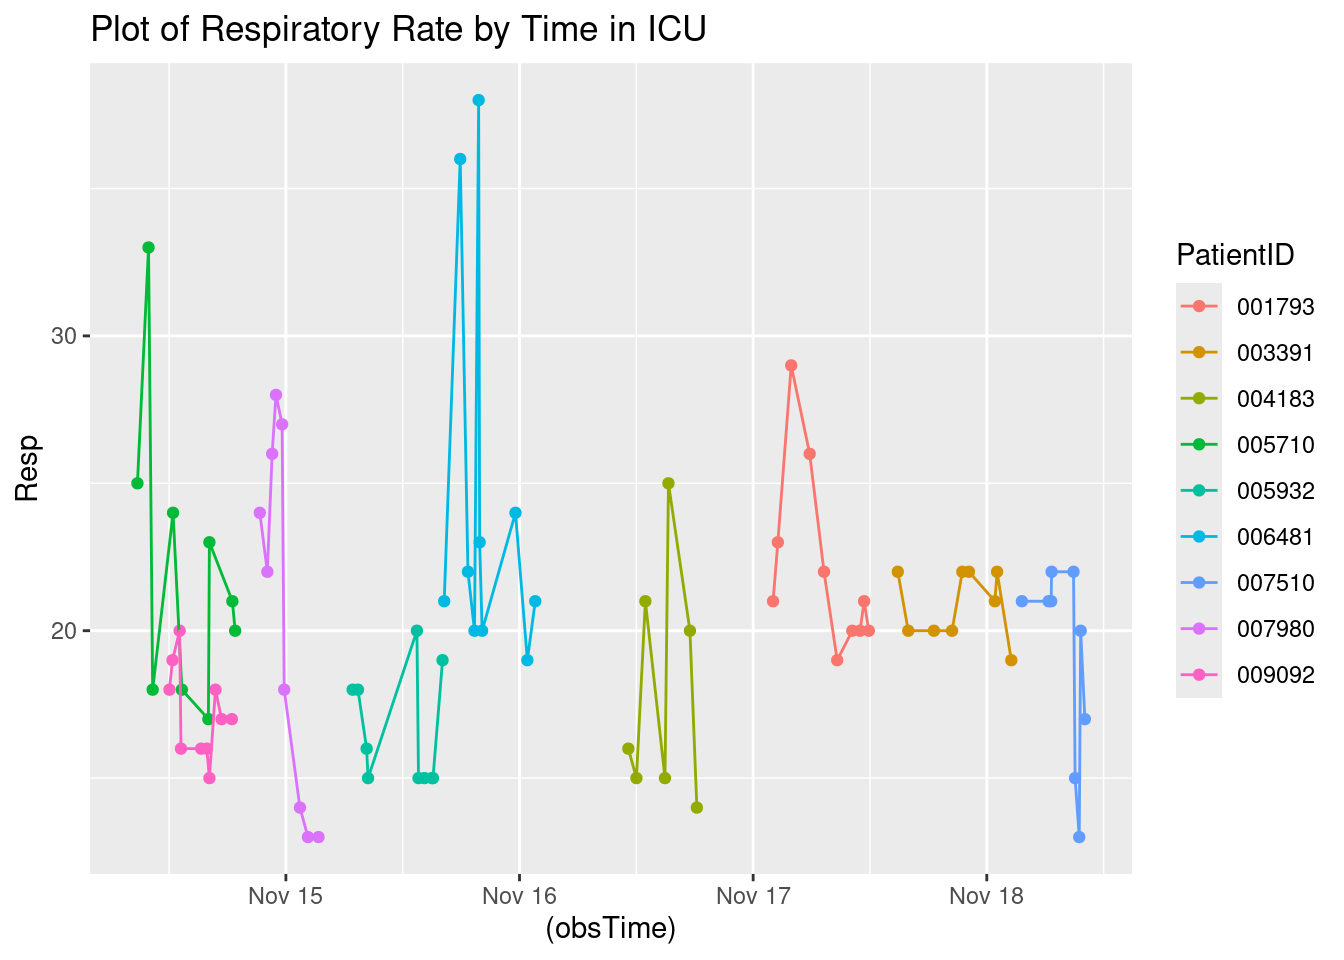 Plot of Respiratory Rate by Time in ICU
Resp
30
20
Nov 15
Nov 16
Nov 17
Nov 18
(obsTime)
PatientID
001793
003391
004183
005710
005932
006481
007510
007980
009092